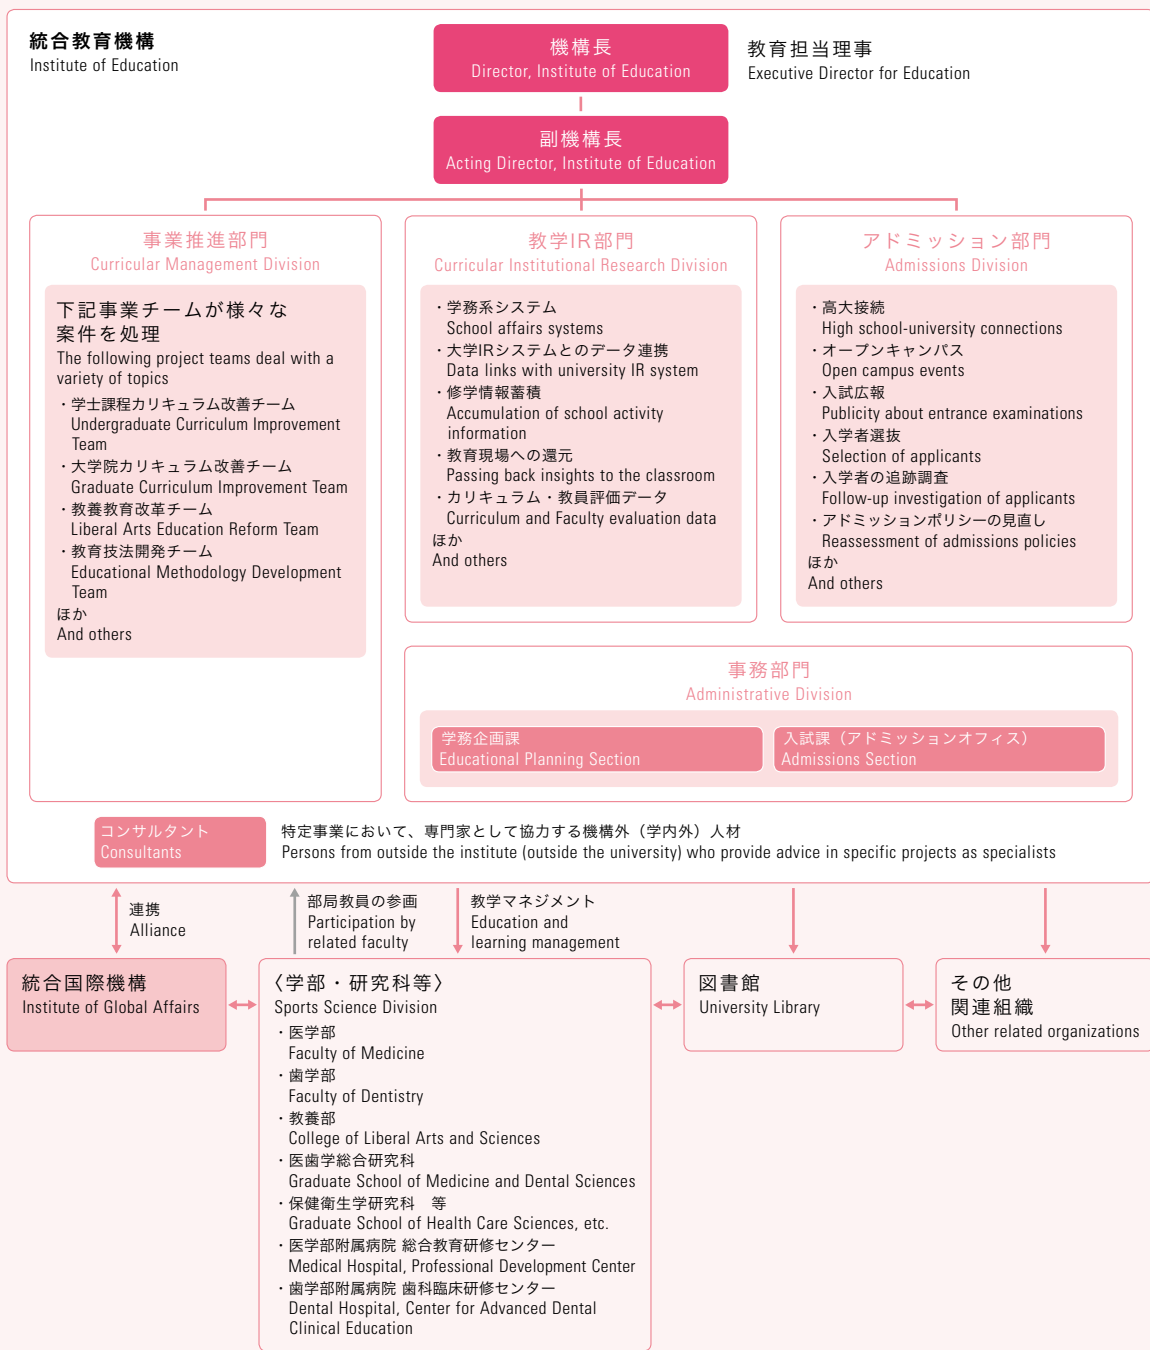 統合教育機構
Institute of Education
機構長
Director, Institute of Education
教育担当理事
Executive Director for Education
副機構長
Acting Director, Institute of Education
事業推進部門
Curricular Management Division
下記事業チームが様々な
案件を処理
The following project teams deal with a
variety of topics
・学士課程カリキュラム改善チーム
Undergraduate Curriculum Improvement
Team
・大学院カリキュラム改善チーム
Graduate Curriculum Improvement Team
・教養教育改革チーム
Liberal Arts Education Reform Team
・教育技法開発チーム
Educational Methodology Development
Team
ほか
And others
教学IR部門
Curricular Institutional Research Division
・学務系システム
School affairs systems
・大学IRシステムとのデータ連携
Data links with university IR system
・修学情報蓄積
Accumulation of school activity
information
・教育現場への還元
Passing back insights to the classroom
・カリキュラム・教員評価データ
Curriculum and Faculty evaluation data
ほか
And others
アドミッション部門
Admissions Division
・高大接続
High school-university connections
・オープンキャンパス
Open campus events
・入試広報
Publicity about entrance examinations
・入学者選抜
Selection of applicants
・入学者の追跡調査
Follow-up investigation of applicants
・アドミッションポリシーの見直し
Reassessment of admissions policies
ほか
And others
事務部門
Administrative Division
学務企画課
Educational Planning Section
入試課（アドミッションオフィス）
Admissions Section
コンサルタント
Consultants
特定事業において、専門家として協力する機構外（学内外）人材
Persons from outside the institute (outside the university) who provide advice in specific projects as specialists
連携
Alliance
部局教員の参画
Participation by
related faculty
教学マネジメント
Education and
learning management
統合国際機構
Institute of Global Affairs
〈学部・研究科等〉
Sports Science Division
・医学部
Faculty of Medicine
・歯学部
Faculty of Dentistry
・教養部
College of Liberal Arts and Sciences
・医歯学総合研究科
Graduate School of Medicine and Dental Sciences
・保健衛生学研究科　等
Graduate School of Health Care Sciences, etc.
・医学部附属病院 総合教育研修センター
Medical Hospital, Professional Development Center
・歯学部附属病院 歯科臨床研修センター
Dental Hospital, Center for Advanced Dental
Clinical Education
図書館
University Library
その他
関連組織
Other related organizations